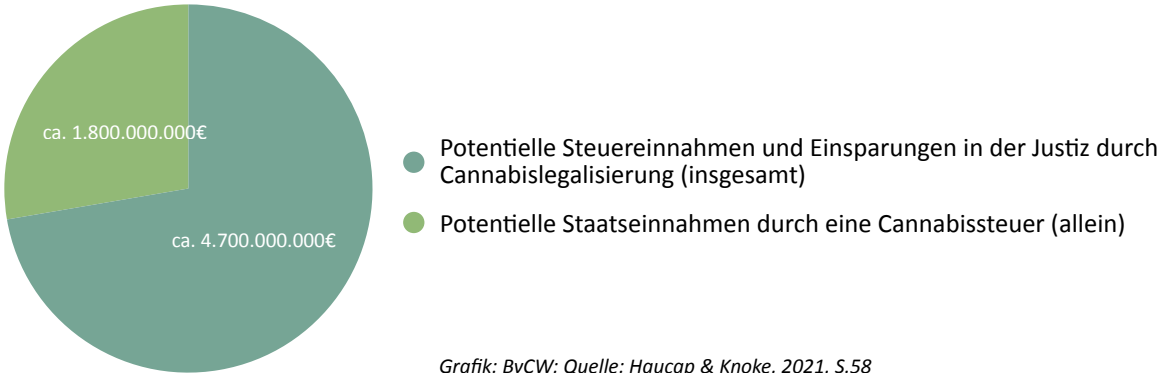 ca. 1.800.000.000€
ca. 4.700.000.000€
Potentielle Steuereinnahmen und Einsparungen in der Justiz durch
Cannabislegalisierung (insgesamt)
Potentielle Staatseinnahmen durch eine Cannabissteuer (allein)
Grafik: BvCW; Quelle: Haucap & Knoke, 2021, S.58